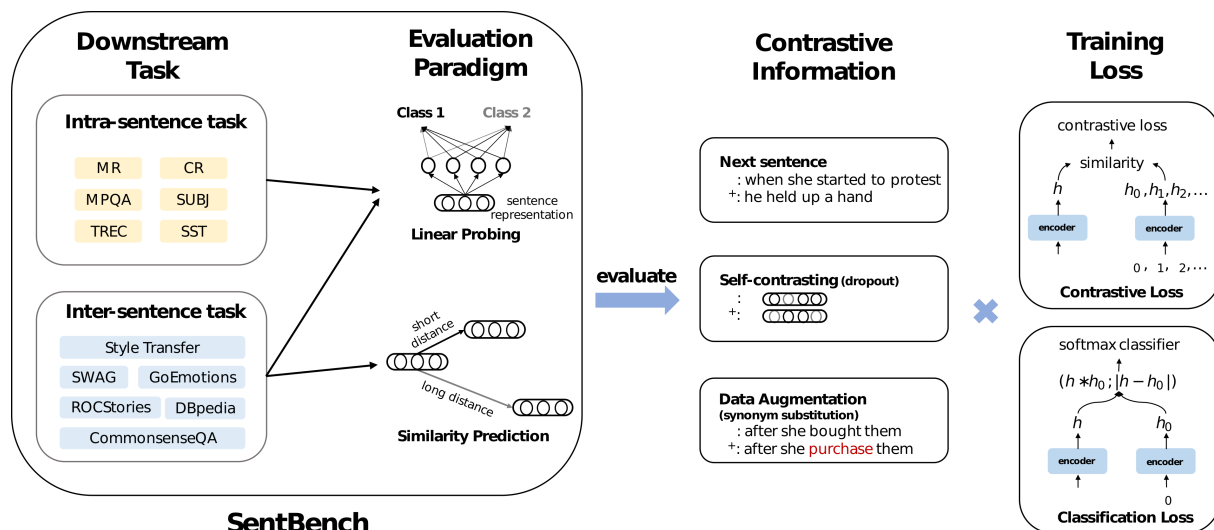 Downstream
Task
Evaluation
Paradigm
Intra-sentence task
MR
CR
MPQA
SUBJ
TREC
SST
Inter-sentence task
Style Transfer
SWAG
GoEmotions
ROCStories
DBpedia
CommonsenseQA
Class 1
Class 2
sentence
representation
Linear Probing
short
distance
long distance
Similarity Prediction
SentBench
evaluate
Contrastive
Information
Next sentence
: when she started to protest
+: he held up a hand
Self-contrasting (dropout)
:
+:
Data Augmentation
(synonym substitution)
: after she bought them
+: after she purchase them
Training
Loss
contrastive loss
similarity
h
h0,h1,h2,...
encoder
encoder
0, 1, 2,...
Contrastive Loss
softmax classifier
(h*h0;|h−h0|)
h
h0
encoder
encoder
0
Classification Loss